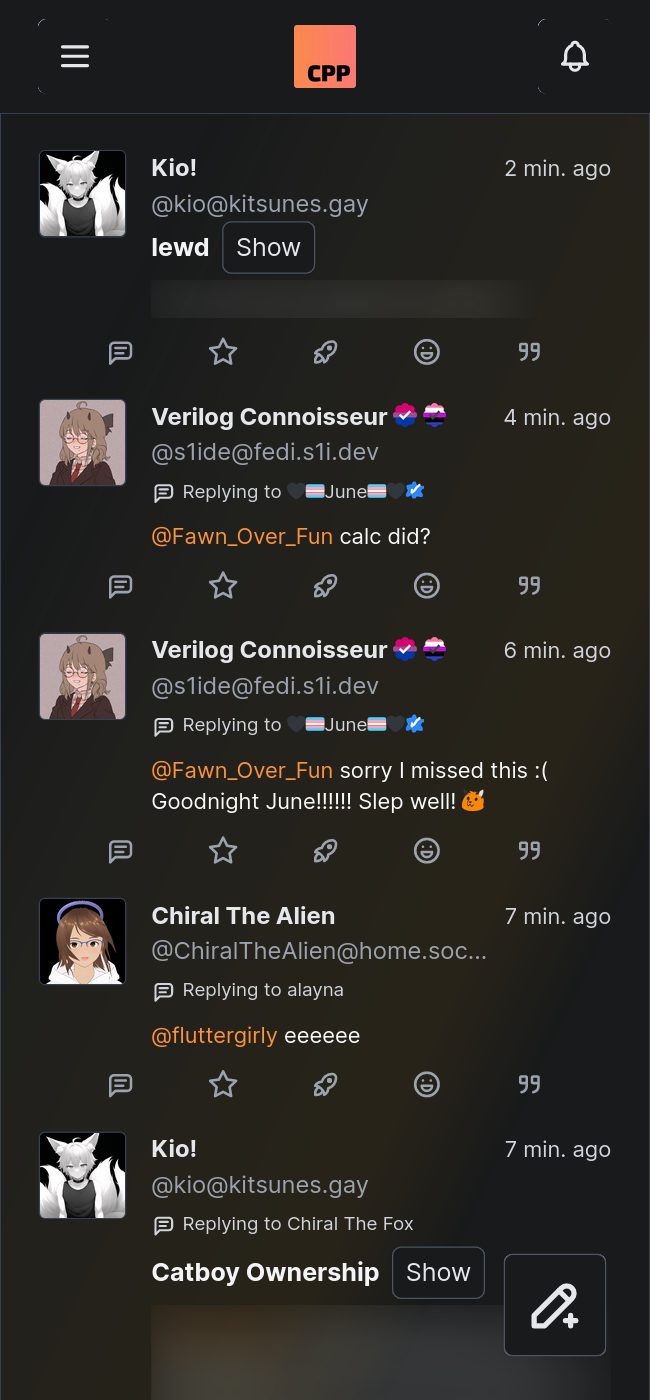 CPP
Kio! 2 min. ago
@kio@kitsunes.gay
lewd Show
Verilog Connoisseur 4 min. ago
@s1ide@fedi.s1i.dev
Replying to 🖤🏳️‍⚧️June🏳️‍⚧️🖤
@Fawn_Over_Fun calc did?
Verilog Connoisseur 6 min. ago
@s1ide@fedi.s1i.dev
Replying to 🖤🏳️‍⚧️June🏳️‍⚧️🖤
@Fawn_Over_Fun sorry I missed this :(
Goodnight June!!!!!! Slep well!
Chiral The Alien 7 min. ago
@ChiralTheAlien@home.soc...
Replying to alayna
@fluttergirly eeeeee
Kio! 7 min. ago
@kio@kitsunes.gay
Replying to Chiral The Fox
Catboy Ownership Show